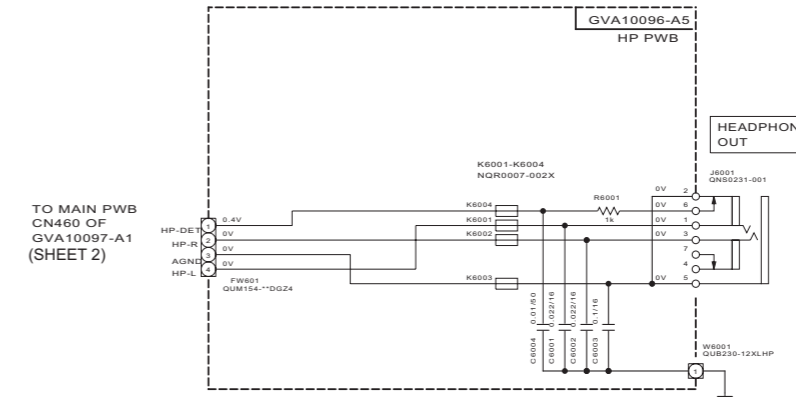 GVA10096-A5
HP PWB
HEADPHON
OUT
K6001-K6004
NQR0007-002X
J6001
QNS0231-001
TO MAIN PWB
CN460 OF
GVA10097-A1
(SHEET 2)
HP-DET
HP-R
AGND
HP-L
1
2
3
4
0.4V
0V
0V
0V
FW601
QUM154-**DGZ4
K6004
K6001
K6002
K6003
R6001
1k
0V 2
0V 6
0V 1
0V 3
7
4
0V 5
C6004 0.01/50
C6001 0.022/16
C6002 0.022/16
C6003 0.1/16
W6001
QUB230-12XLHP
1